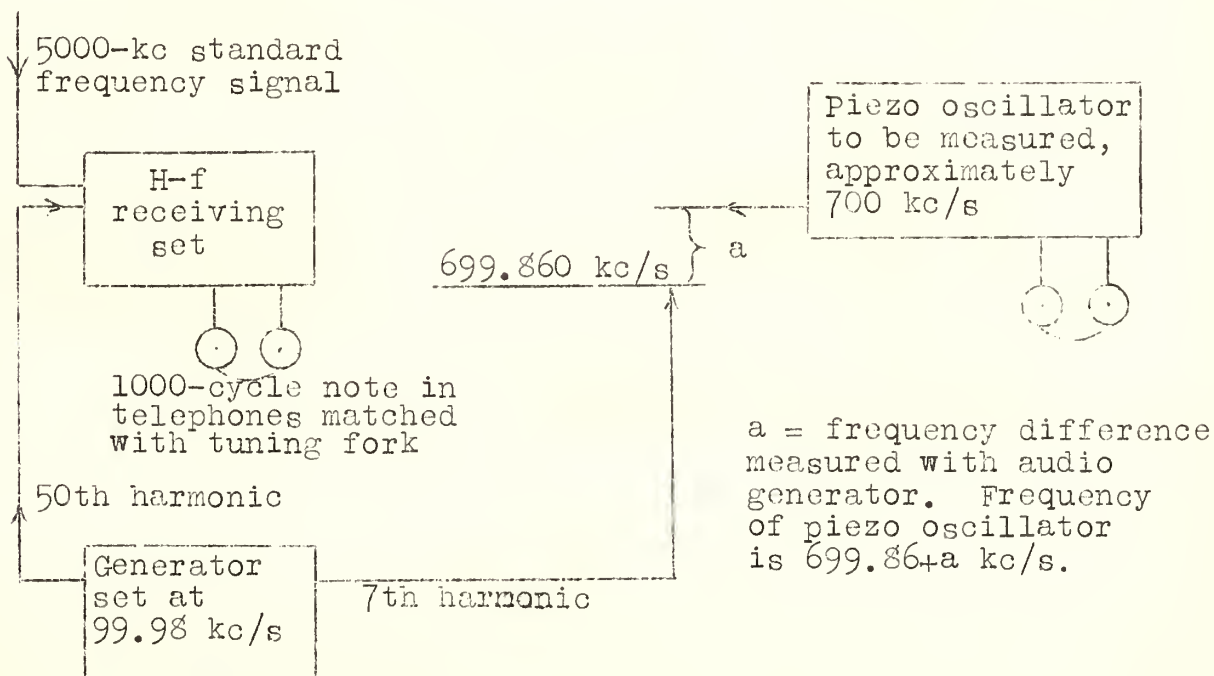 5000-kc standard
frequency signal
H-f
receiving
set
1000-cycle note in
telephones matched
with tuning fork
50th harmonic
Generator
set at
99.98 kc/s
7th harmonic
699.860 kc/s
a
Piezo oscillator
to be measured,
approximately
700 kc/s
a = frequency difference
measured with audio
generator. Frequency
of piezo oscillator
is 699.86+a kc/s.